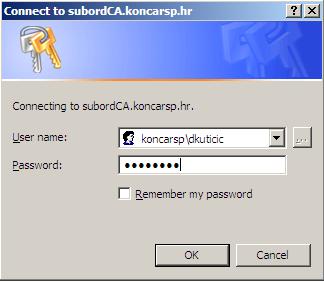 Connect to subordCA.koncarsp.hr
Connecting to subordCA.koncarsp.hr.
User name: koncarsp\dkuticic ...
Password: ••••••••
Remember my password
OK Cancel